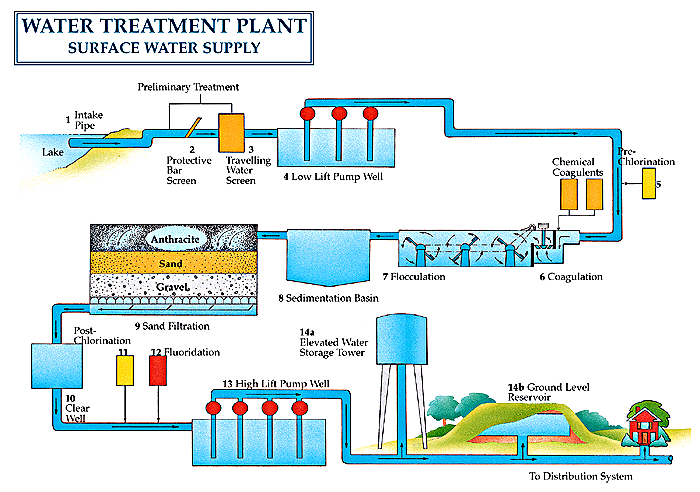 WATER TREATMENT PLANT
SURFACE WATER SUPPLY
Preliminary Treatment
1 Intake
Pipe
Lake
2
Protective
Bar
Screen
3
Travelling
Water
Screen
4 Low Lift Pump Well
Chemical
Coagulents
Pre-
Chlorination
5
6 Coagulation
7 Flocculation
8 Sedimentation Basin
Anthracite
Sand
Gravel
9 Sand Filtration
Post-
Chlorination
11
12 Fluoridation
10
Clear
Well
13 High Lift Pump Well
14a
Elevated Water
Storage Tower
14b Ground Level
Reservoir
To Distribution System